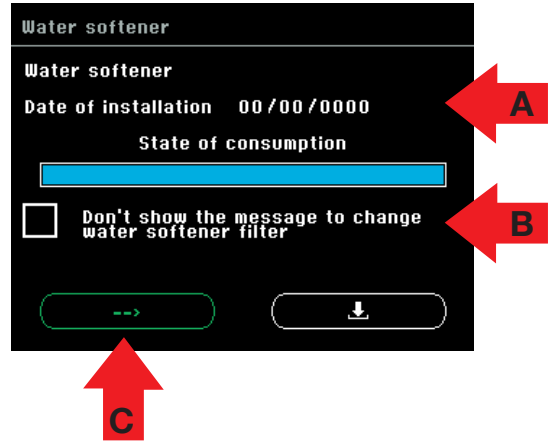 Water softener
Water softener
Date of installation 00/00/0000
A
State of consumption
Don't show the message to change
water softener filter
B
-->
C